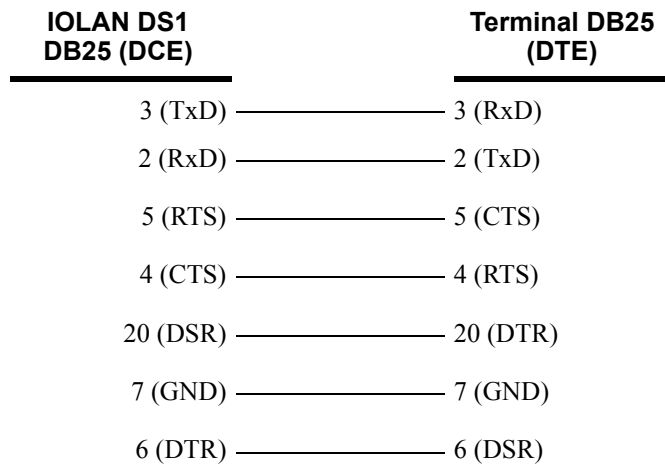 IOLAN DS1 Terminal DB25
DB25 (DCE) (DTE)
3 (TxD) 3 (RxD)
2 (RxD) 2 (TxD)
5 (RTS) 5 (CTS)
4 (CTS) 4 (RTS)
20 (DSR) 20 (DTR)
7 (GND) 7 (GND)
6 (DTR) 6 (DSR)